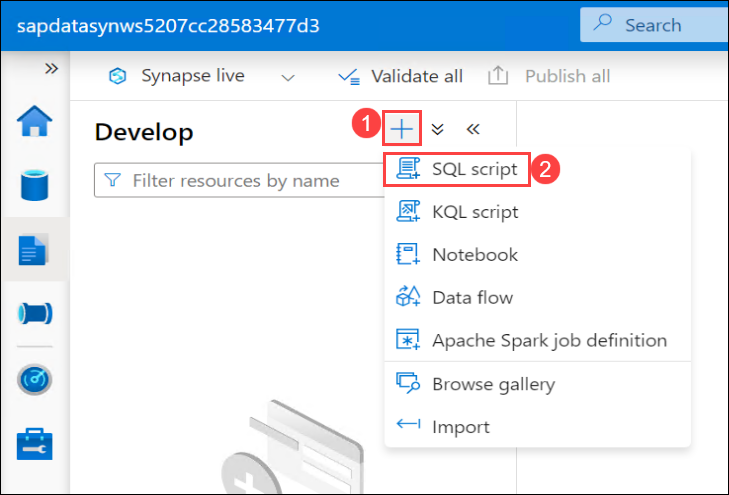 sapdatasynws5207cc28583477d3
Search
Synapse live
Validate all
Publish all
Develop
1
Filter resources by name
SQL script
2
KQL script
Notebook
Data flow
Apache Spark job definition
Browse gallery
Import